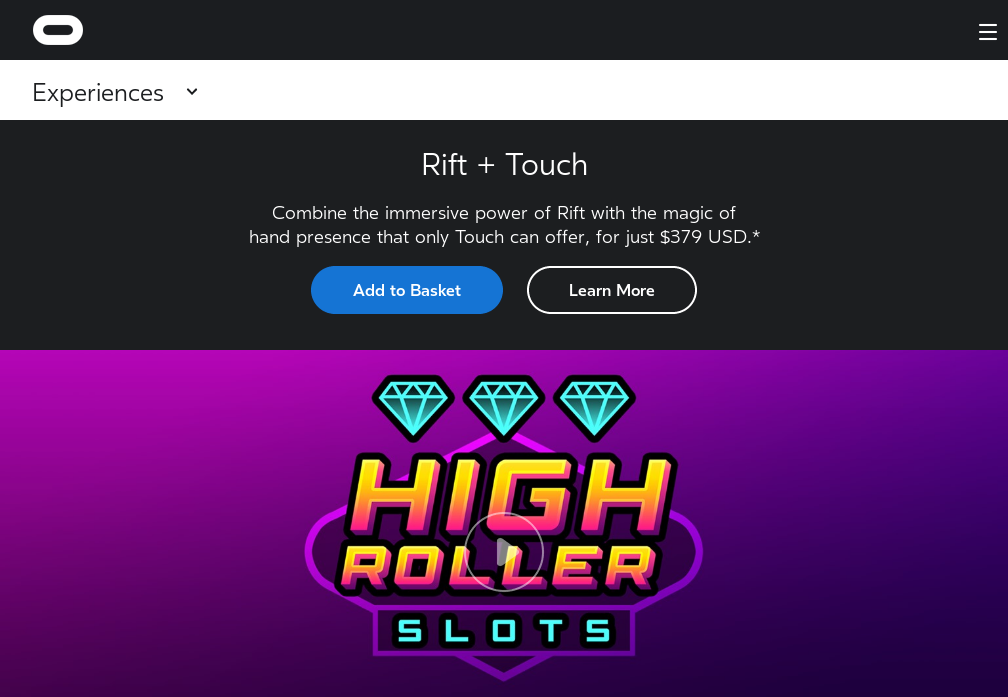 Experiences
Rift + Touch
Combine the immersive power of Rift with the magic of
hand presence that only Touch can offer, for just $379 USD.*
Add to Basket
Learn More
HIGH
ROLLER
SLOTS